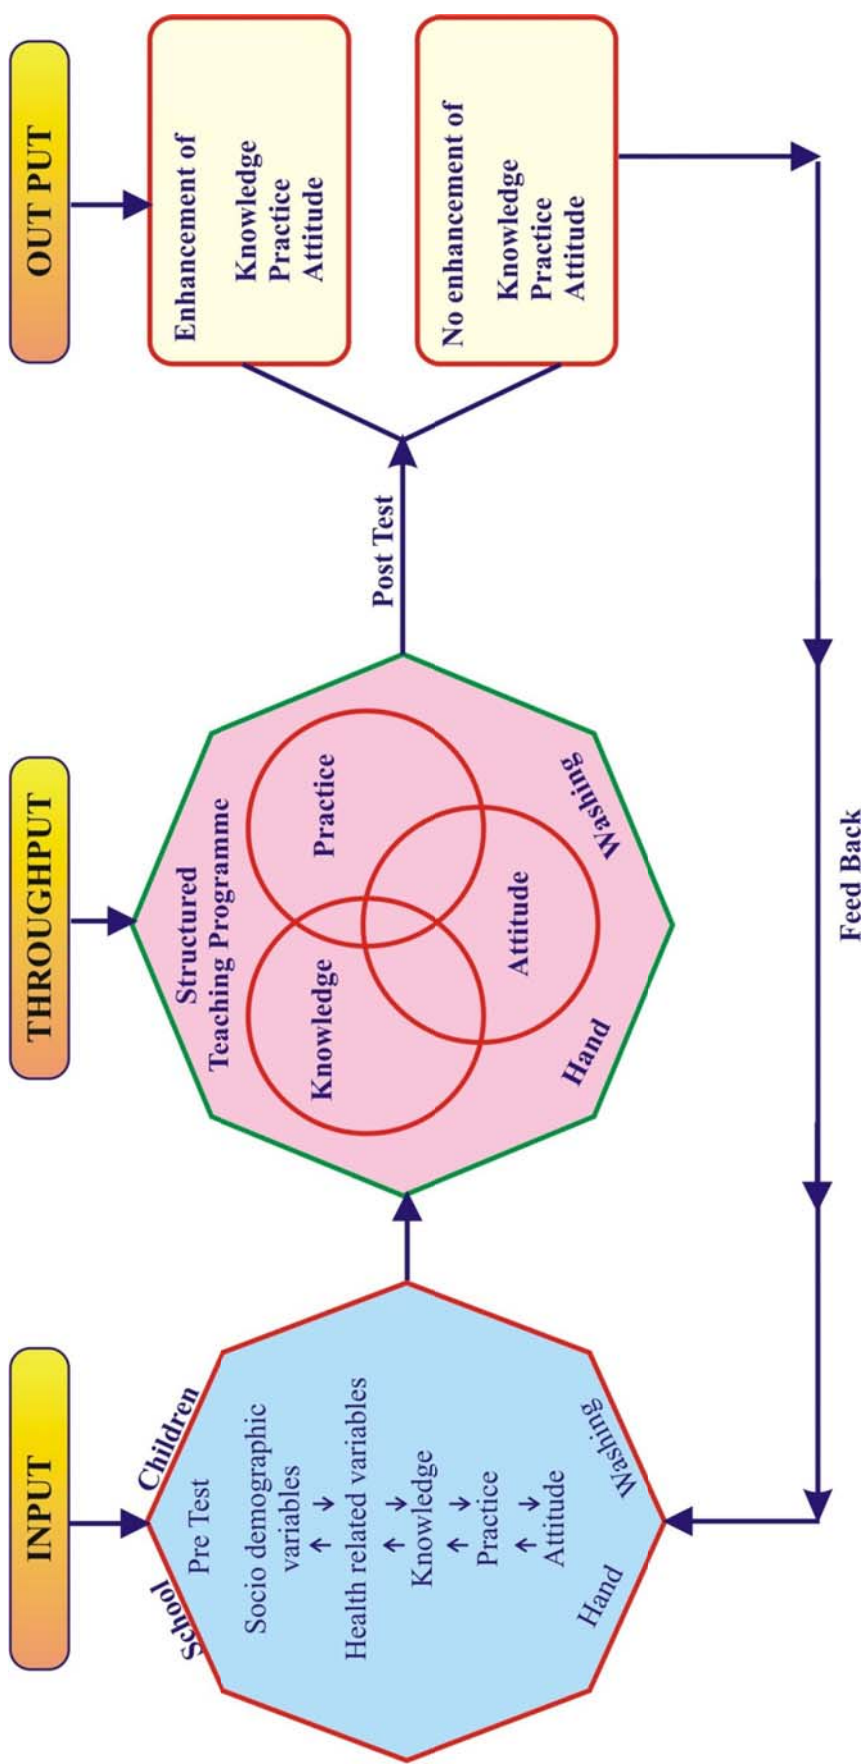 INPUT
THROUGHPUT
OUT PUT
School Children
Pre Test
Socio demographic
variables
Health related variables
Knowledge
Practice
Attitude
Hand Washing
Structured
Teaching Programme
Knowledge
Practice
Attitude
Hand Washing
Post Test
Enhancement of
Knowledge
Practice
Attitude
No enhancement of
Knowledge
Practice
Attitude
Feed Back